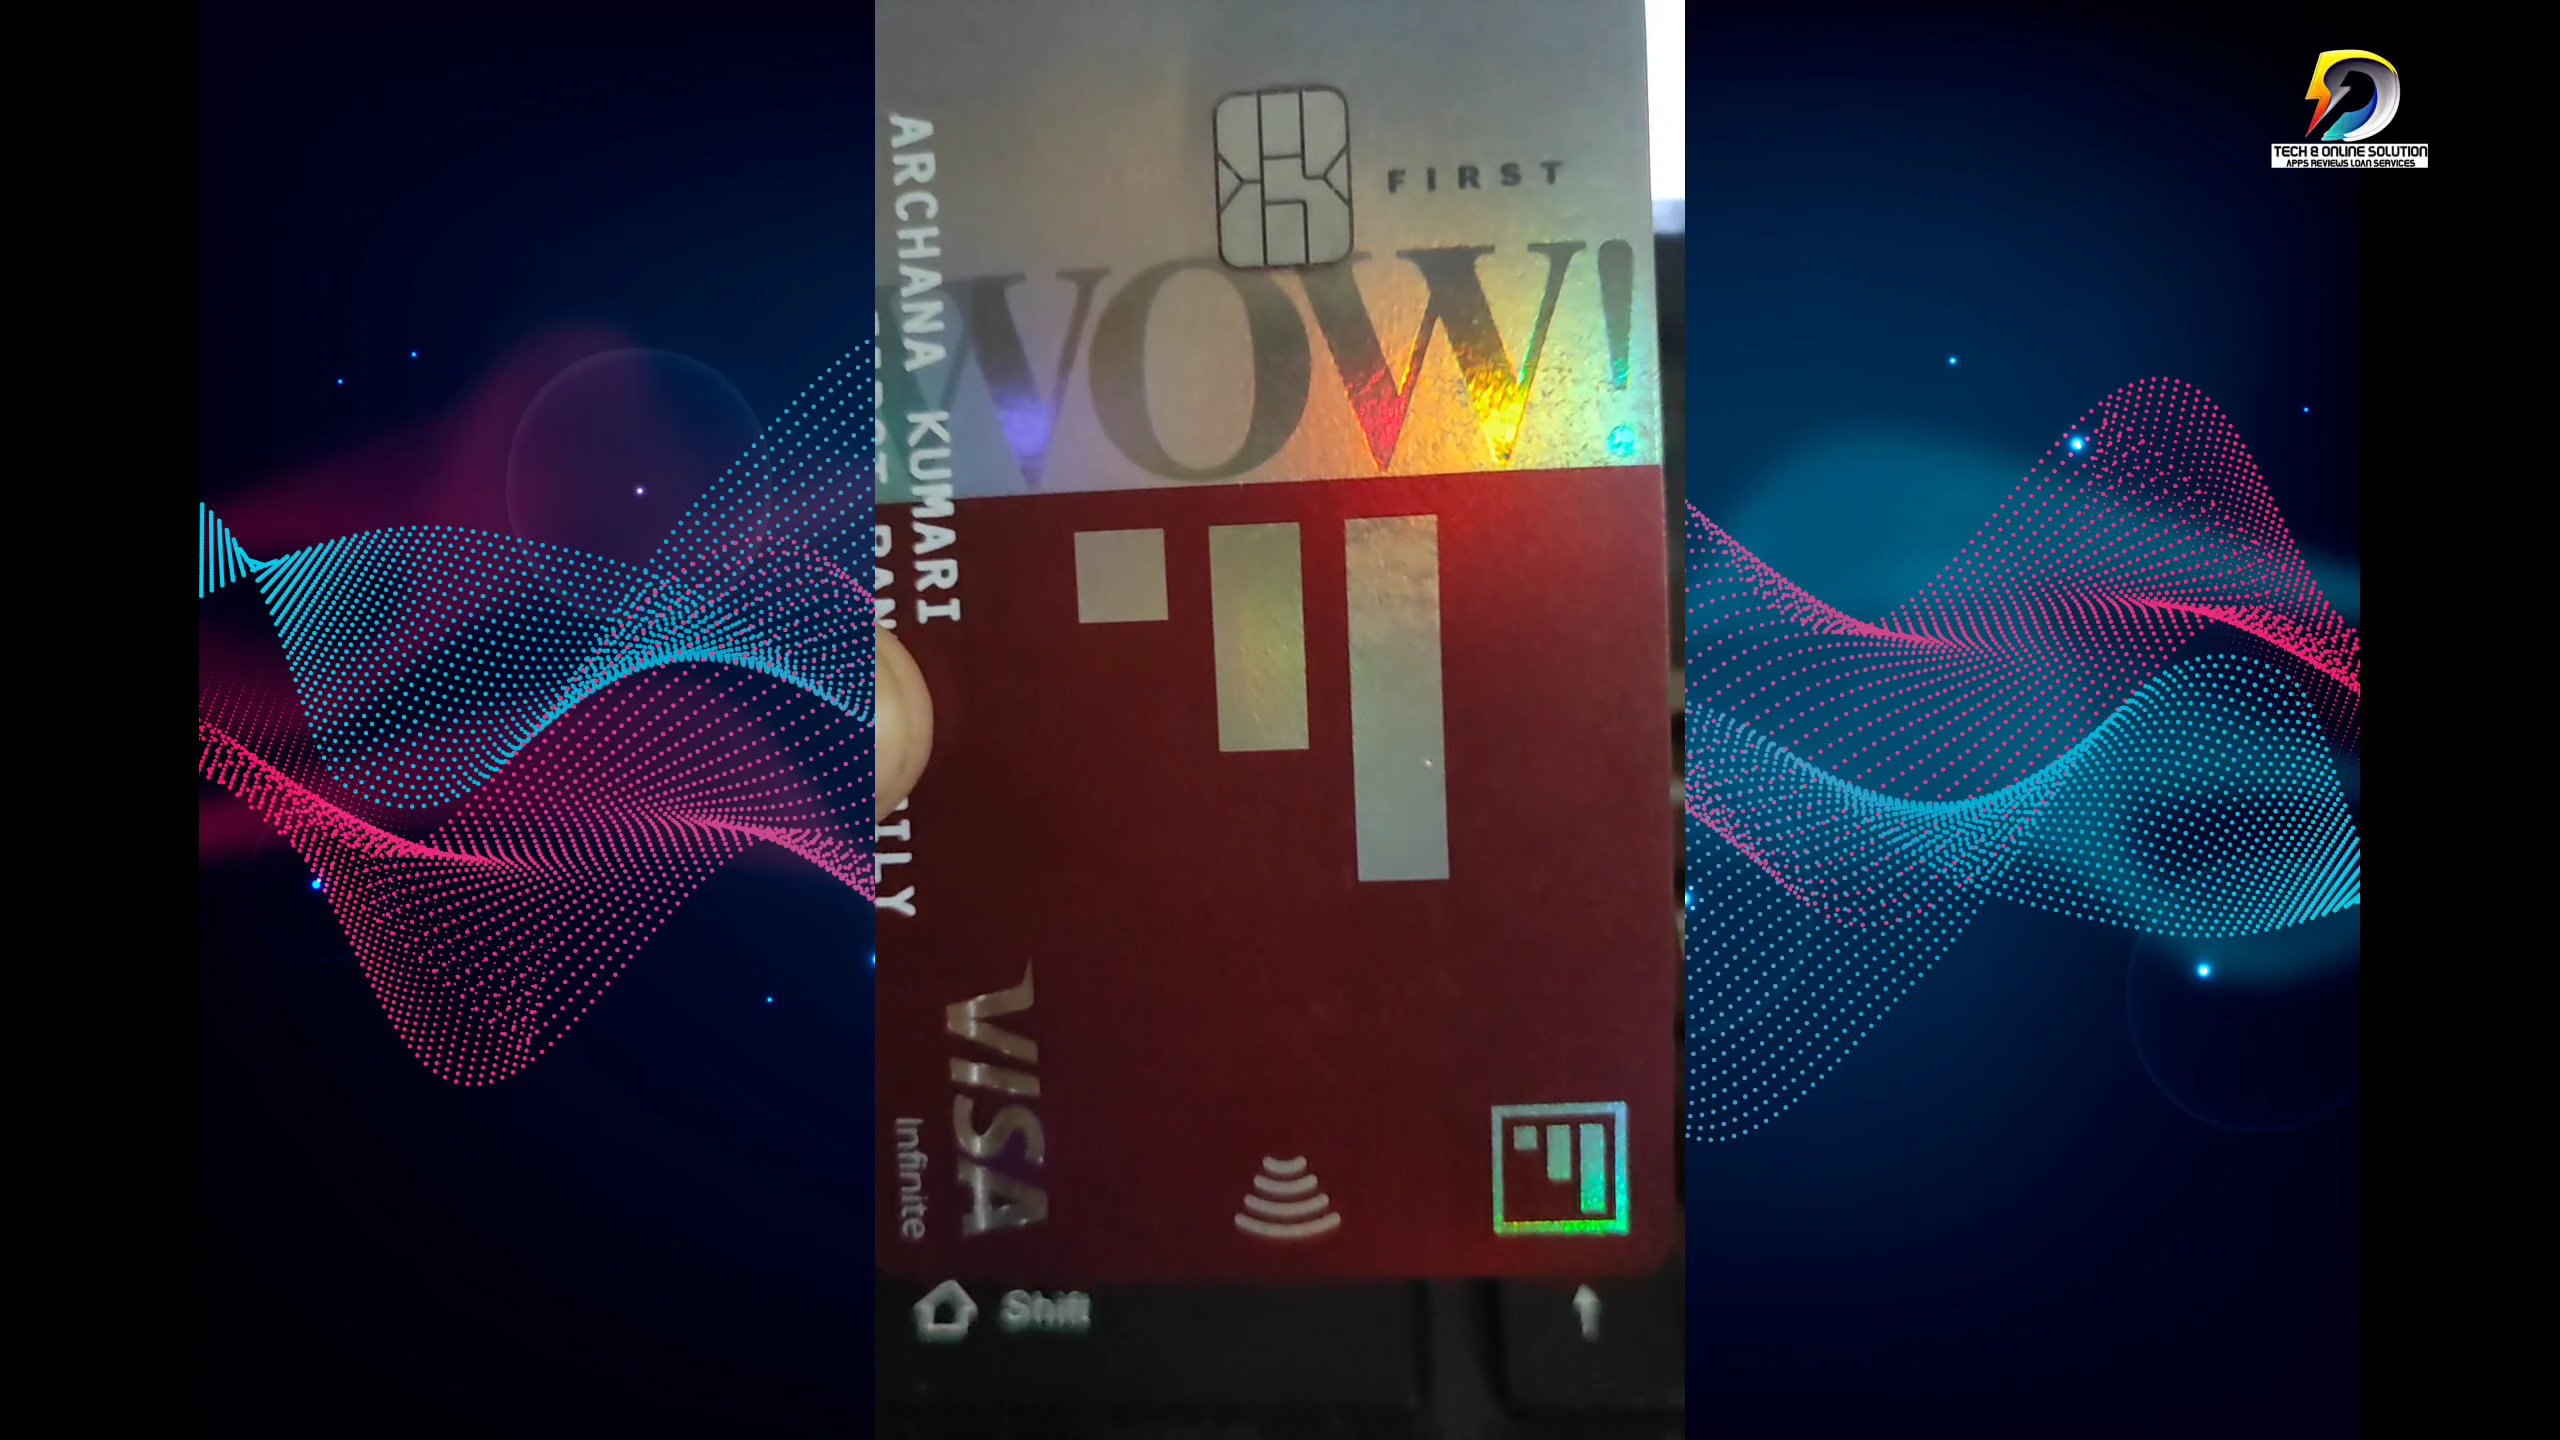 TECH & ONLINE SOLUTION
APPS REVIEWS LOAN SERVICES
FIRST
WOW!
ARCHANA KUMARI
VISA
Infinite
Shift